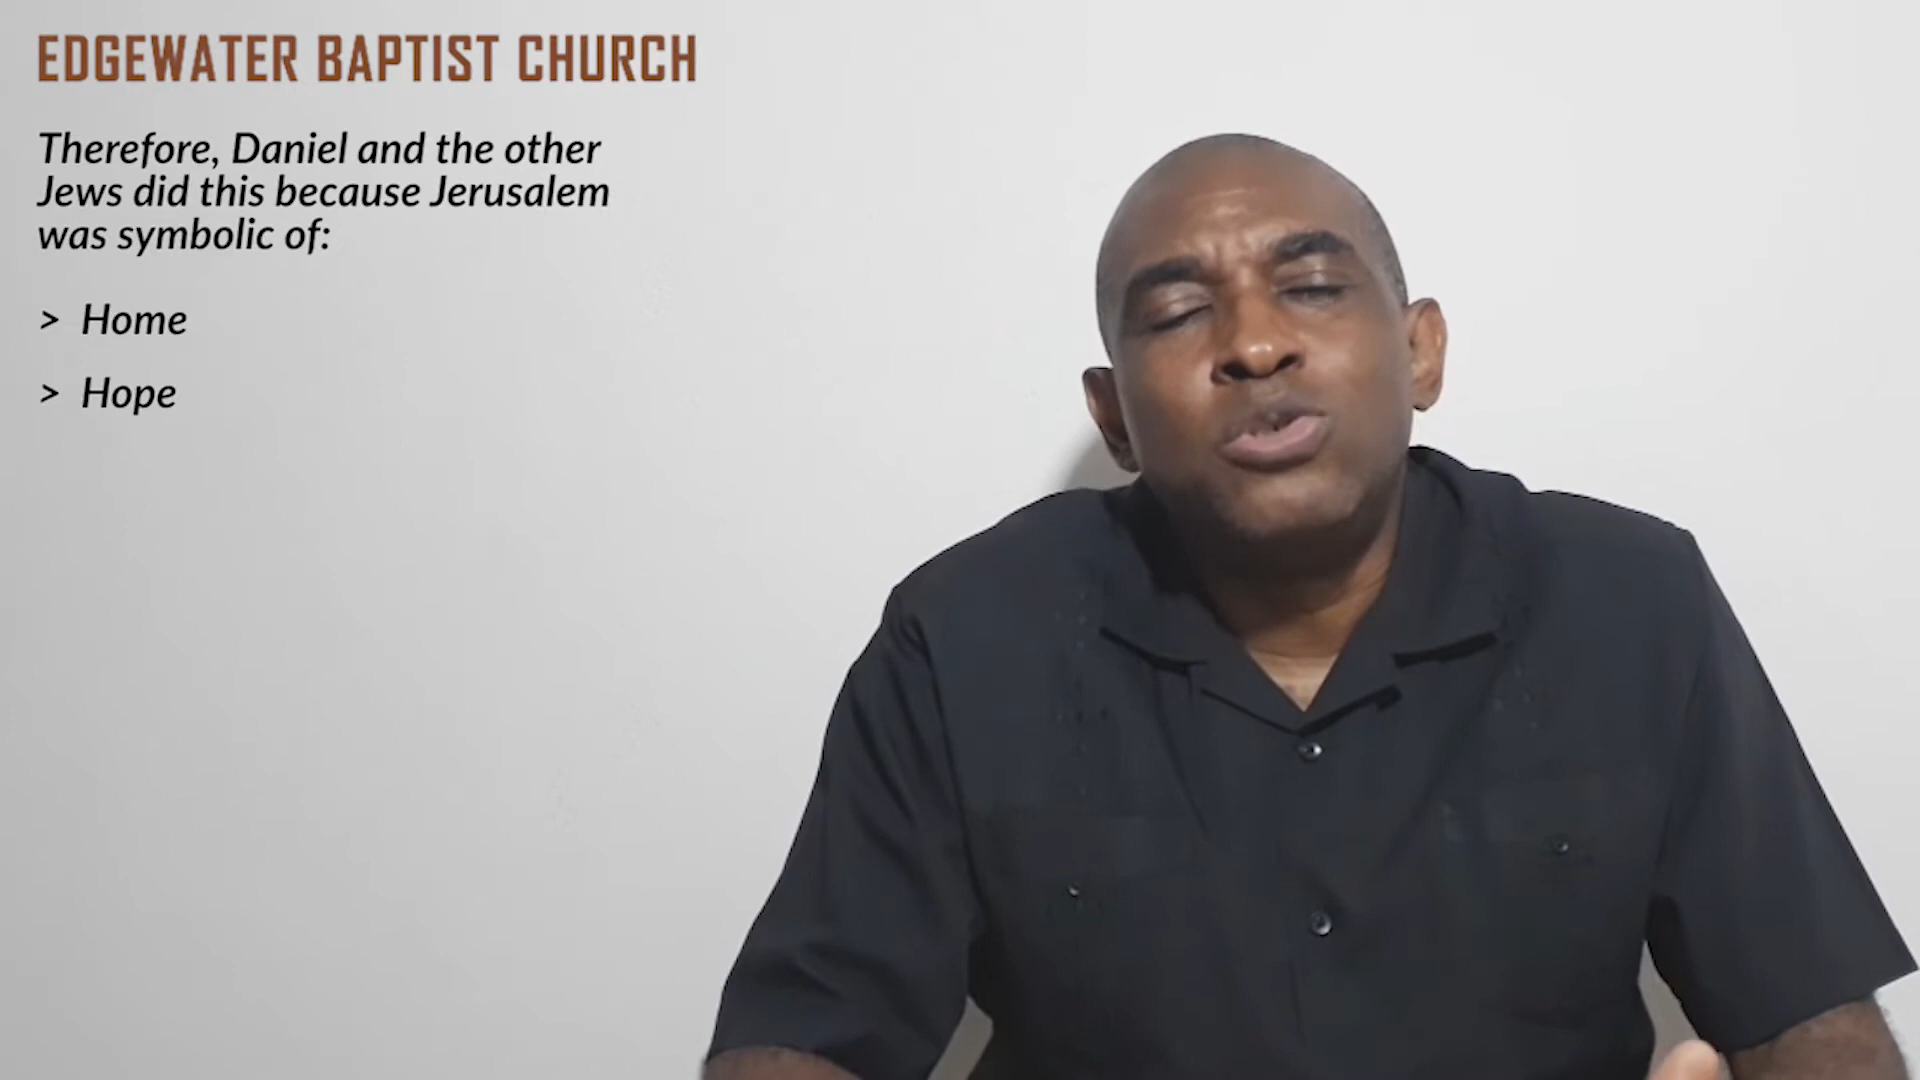 EDGEWATER BAPTIST CHURCH
Therefore, Daniel and the other
Jews did this because Jerusalem
was symbolic of:
> Home
> Hope